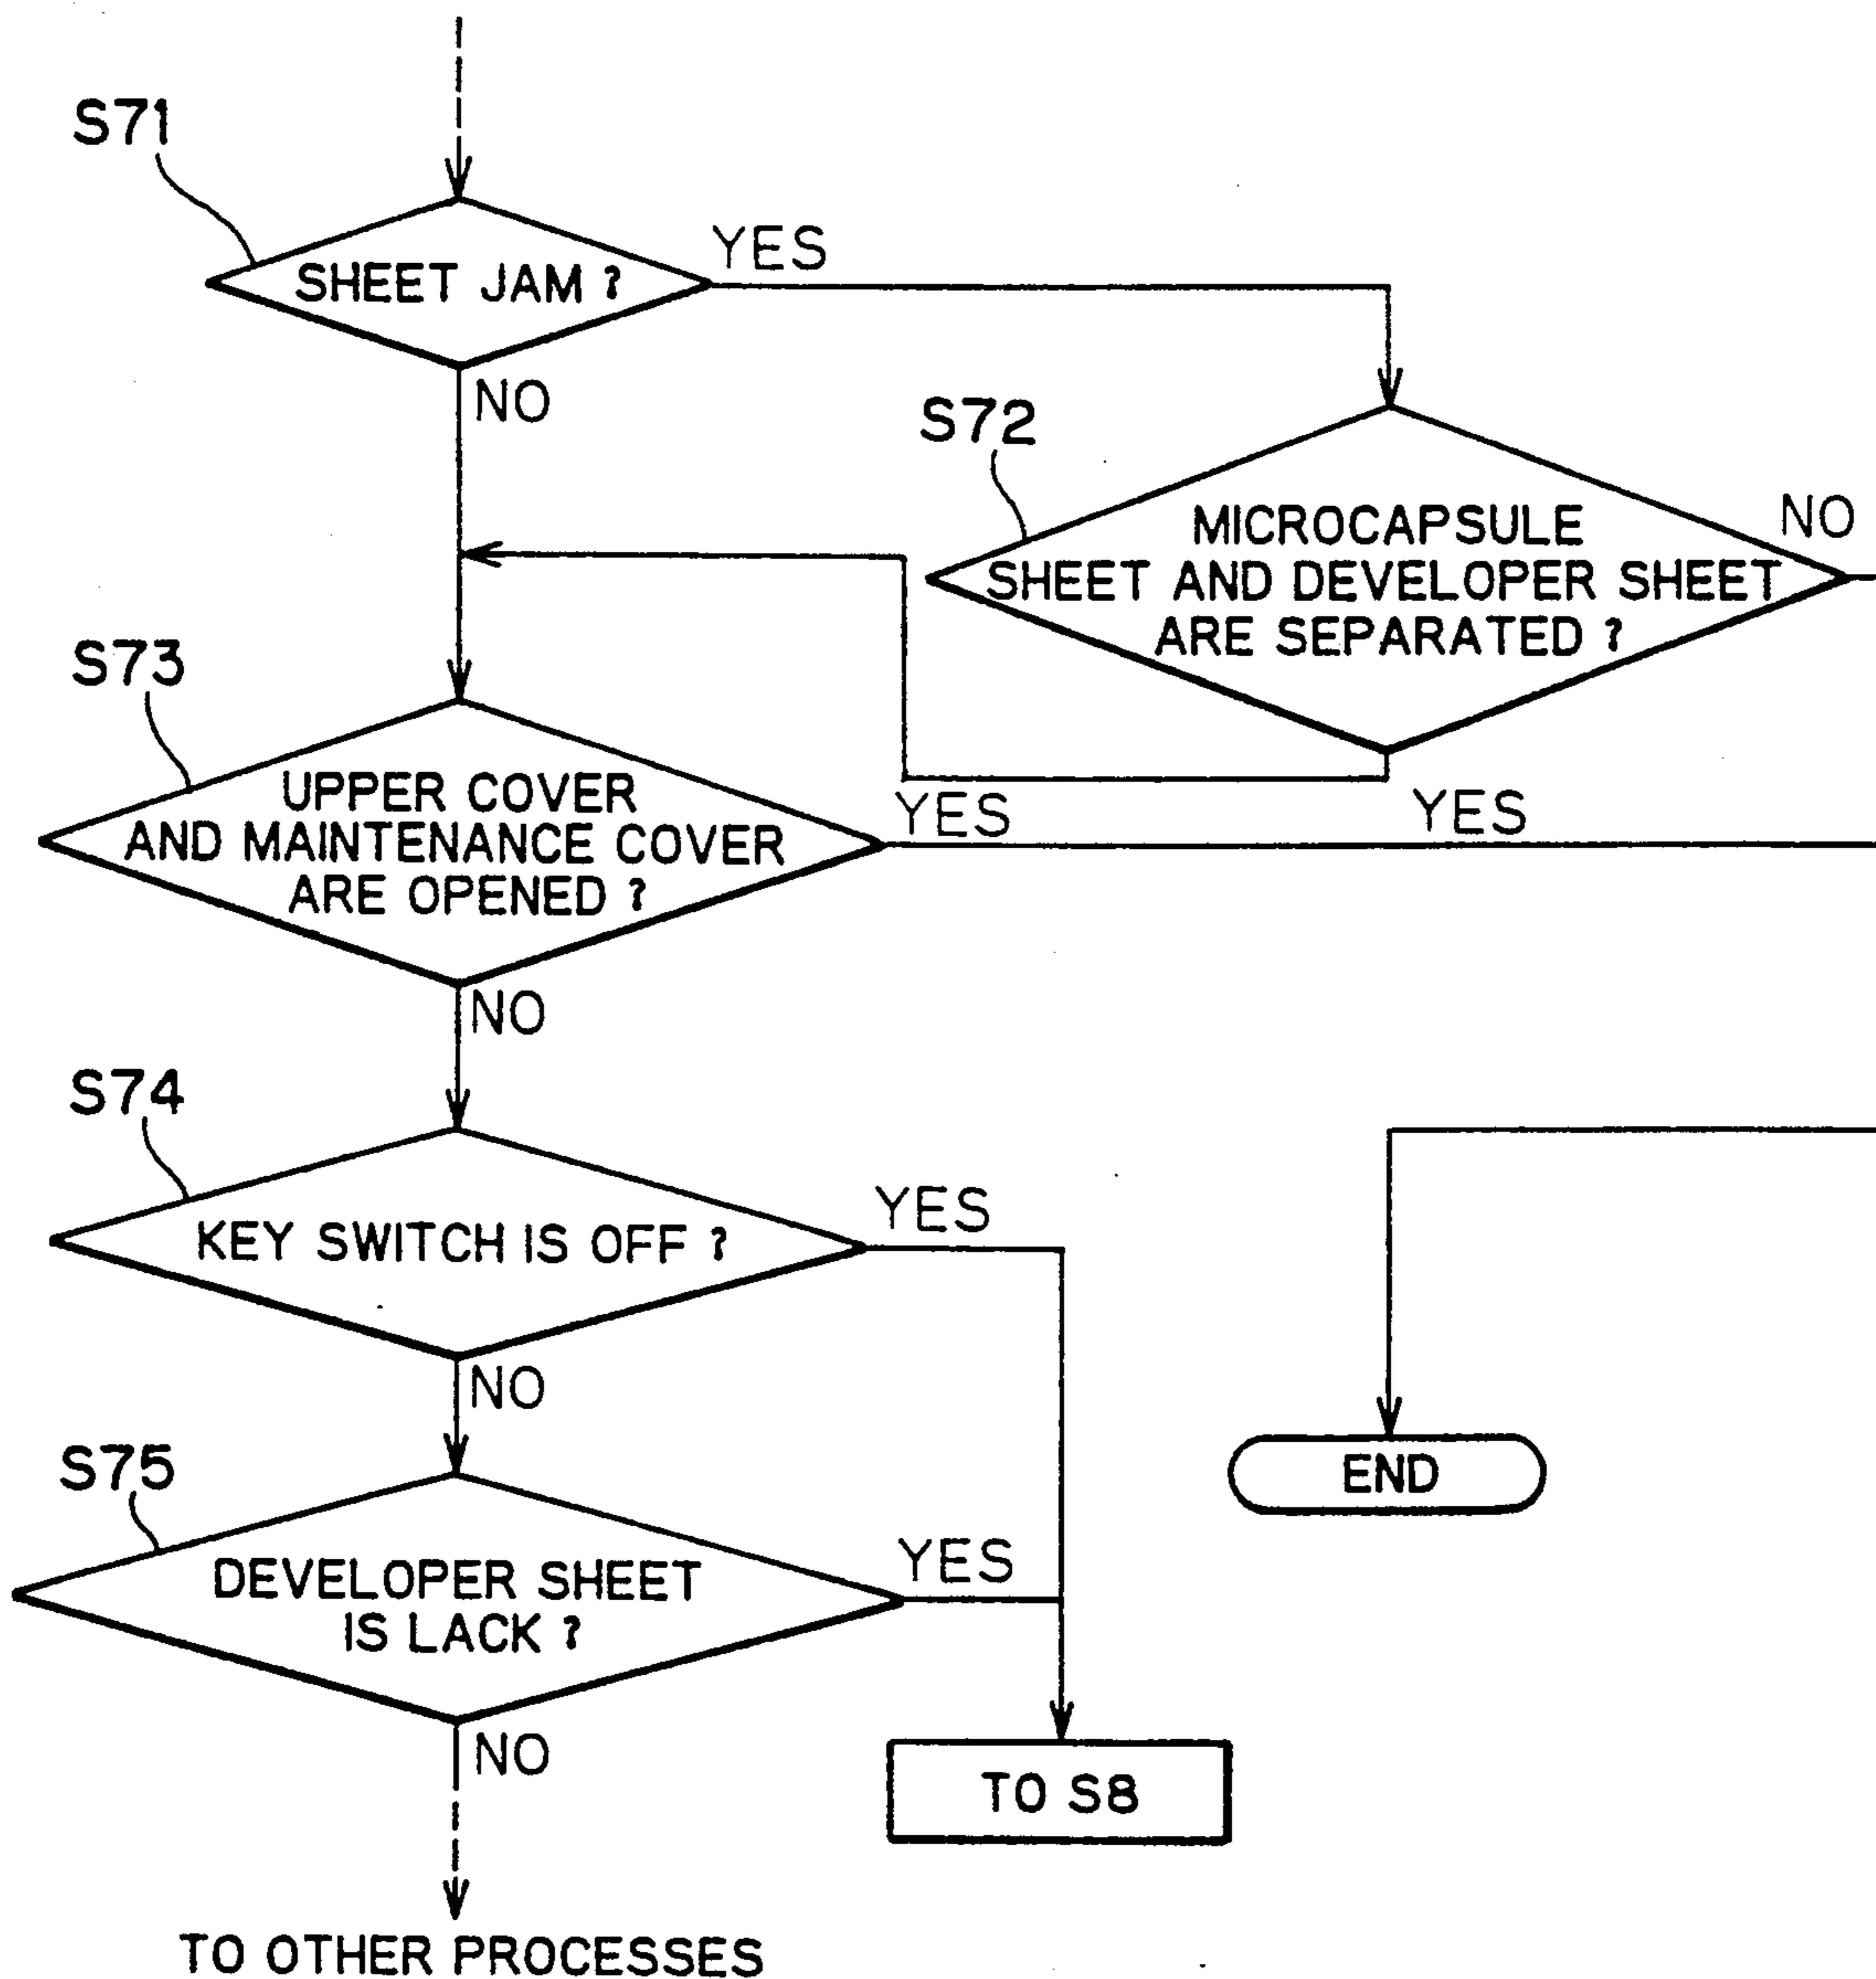 S71
SHEET JAM ?
YES
NO
S72
MICROCAPSULE
SHEET AND DEVELOPER SHEET
ARE SEPARATED ?
NO
YES
S73
UPPER COVER
AND MAINTENANCE COVER
ARE OPENED ?
YES
NO
S74
KEY SWITCH IS OFF ?
YES
NO
END
S75
DEVELOPER SHEET
IS LACK ?
YES
NO
TO S8
TO OTHER PROCESSES